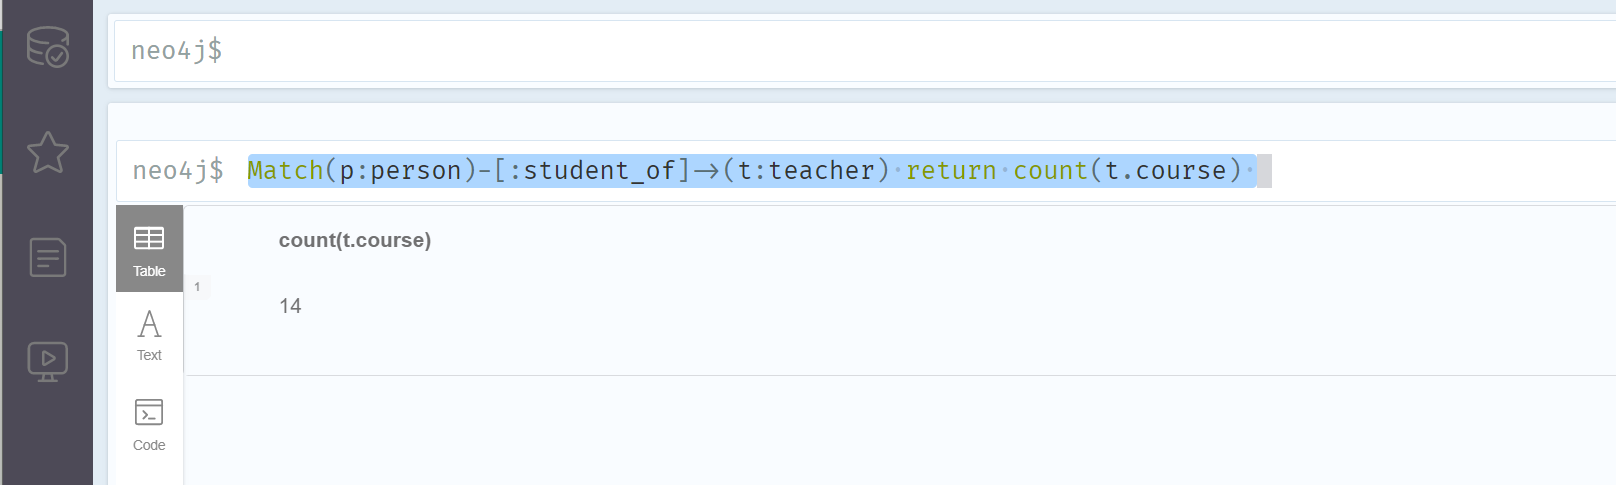 neo4j$
neo4j$ Match(p:person)-[:student_of]->(t:teacher) return count(t.course)
Table
count(t.course)
1
14
Text
Code